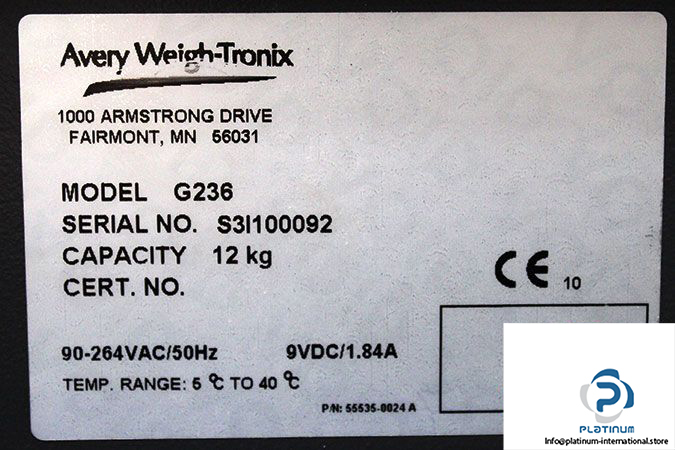 Avery Weigh-Tronix
1000 ARMSTRONG DRIVE
FAIRMONT, MN 56031
MODEL G236
SERIAL NO. S3I100092
CAPACITY 12 kg
CERT. NO.
CE 10
90-264VAC/50Hz 9VDC/1.84A
TEMP. RANGE: 5 °C TO 40 °C
P/N: 55535-0024 A
PLATINUM
Info@platinum-international.store